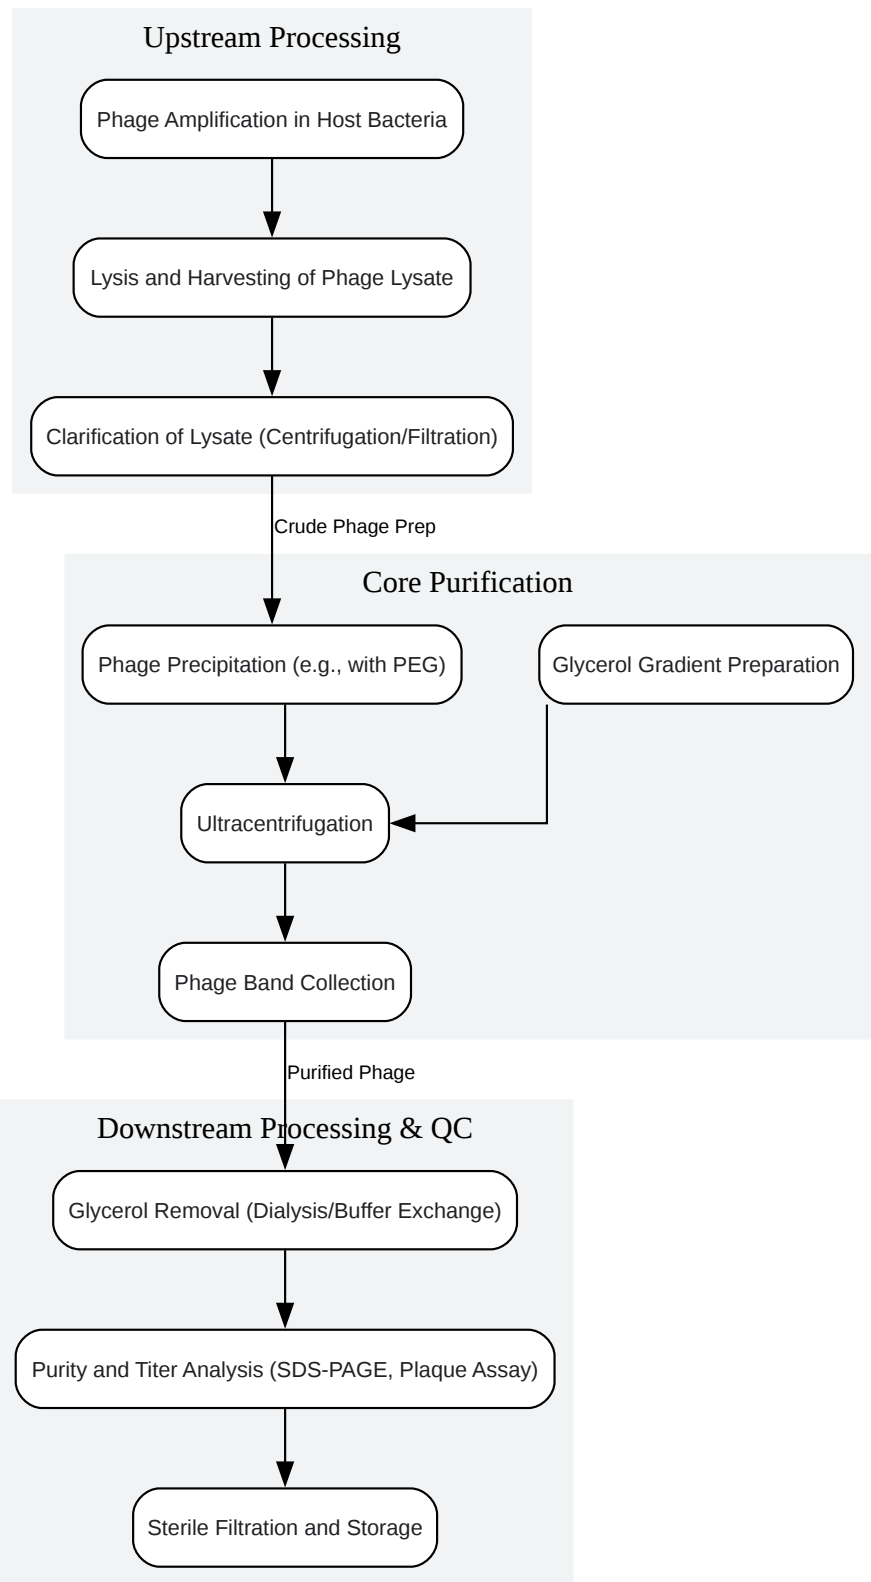 Upstream Processing
Phage Amplification in Host Bacteria
Lysis and Harvesting of Phage Lysate
Clarification of Lysate (Centrifugation/Filtration)
Crude Phage Prep
Core Purification
Phage Precipitation (e.g., with PEG)
Glycerol Gradient Preparation
Ultracentrifugation
Phage Band Collection
Purified Phage
Downstream Processing & QC
Glycerol Removal (Dialysis/Buffer Exchange)
Purity and Titer Analysis (SDS-PAGE, Plaque Assay)
Sterile Filtration and Storage